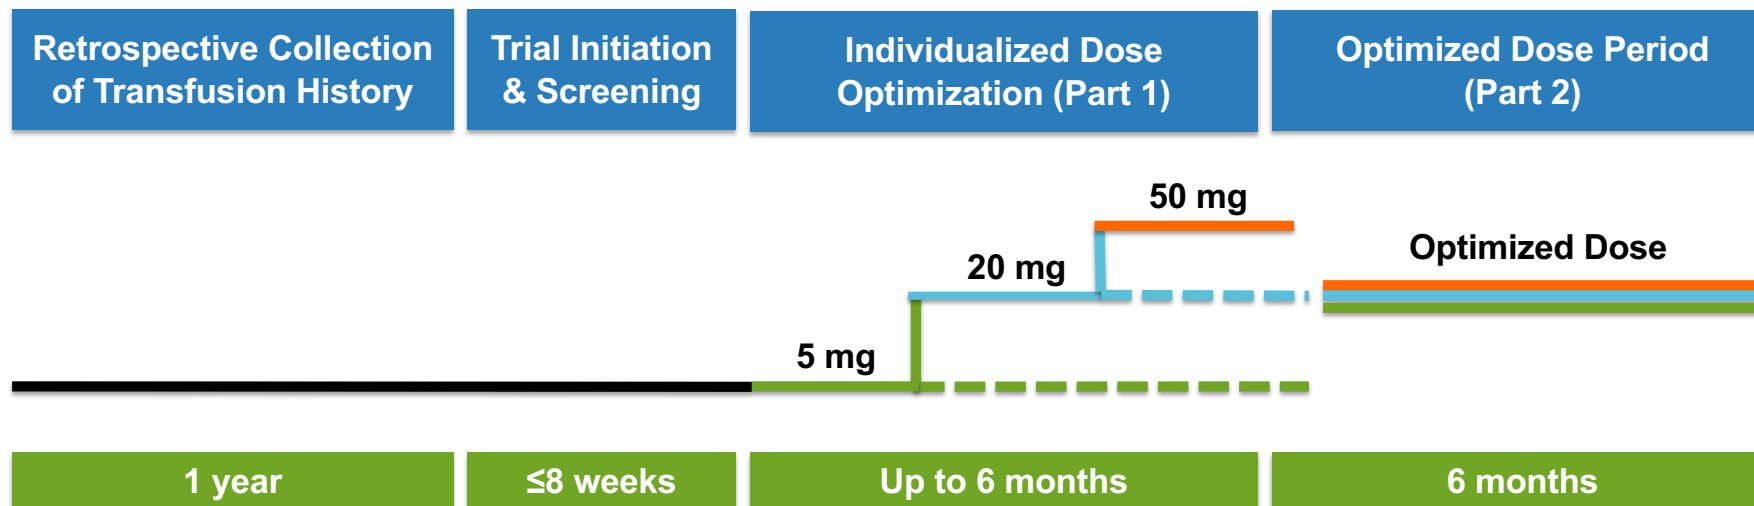 Retrospective Collection
of Transfusion History
Trial Initiation
& Screening
Individualized Dose
Optimization (Part 1)
Optimized Dose Period
(Part 2)
50 mg
20 mg
5 mg
Optimized Dose
1 year
≤8 weeks
Up to 6 months
6 months